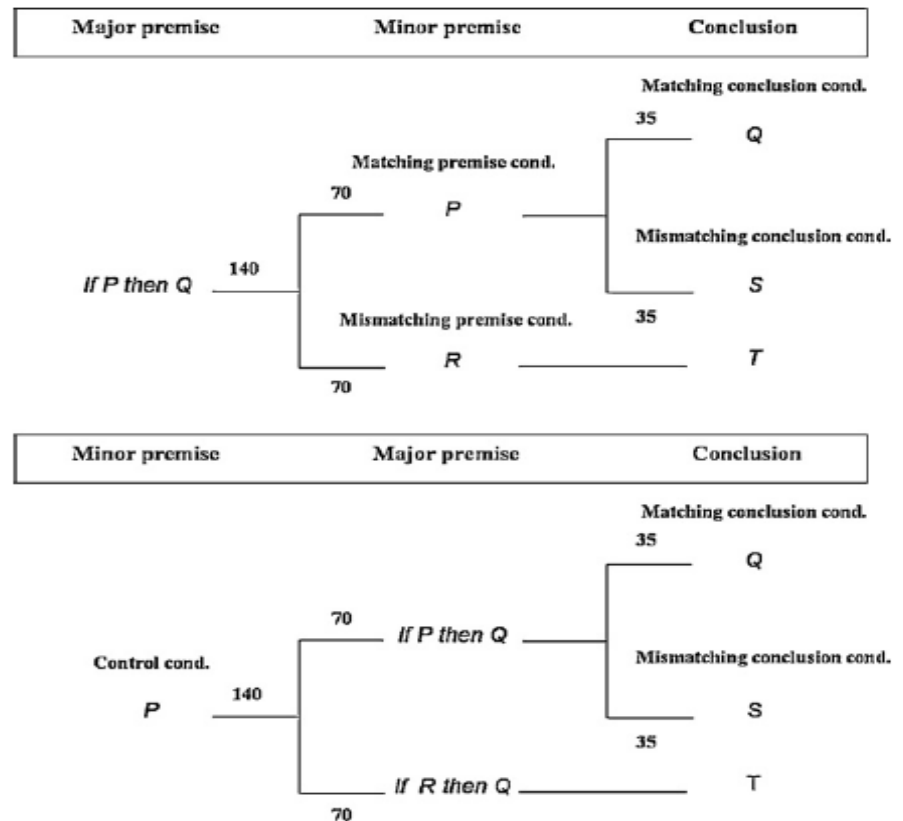 Major premise Minor premise Conclusion
Matching conclusion cond.
35 Q
Matching premise cond.
70 P
Mismatching conclusion cond.
If P then Q 140 S
35
Mismatching premise cond.
R T
70
Minor premise Major premise Conclusion
Matching conclusion cond.
35 Q
70 If P then Q
Control cond. Mismatching conclusion cond.
P 140 S
35
If R then Q T
70